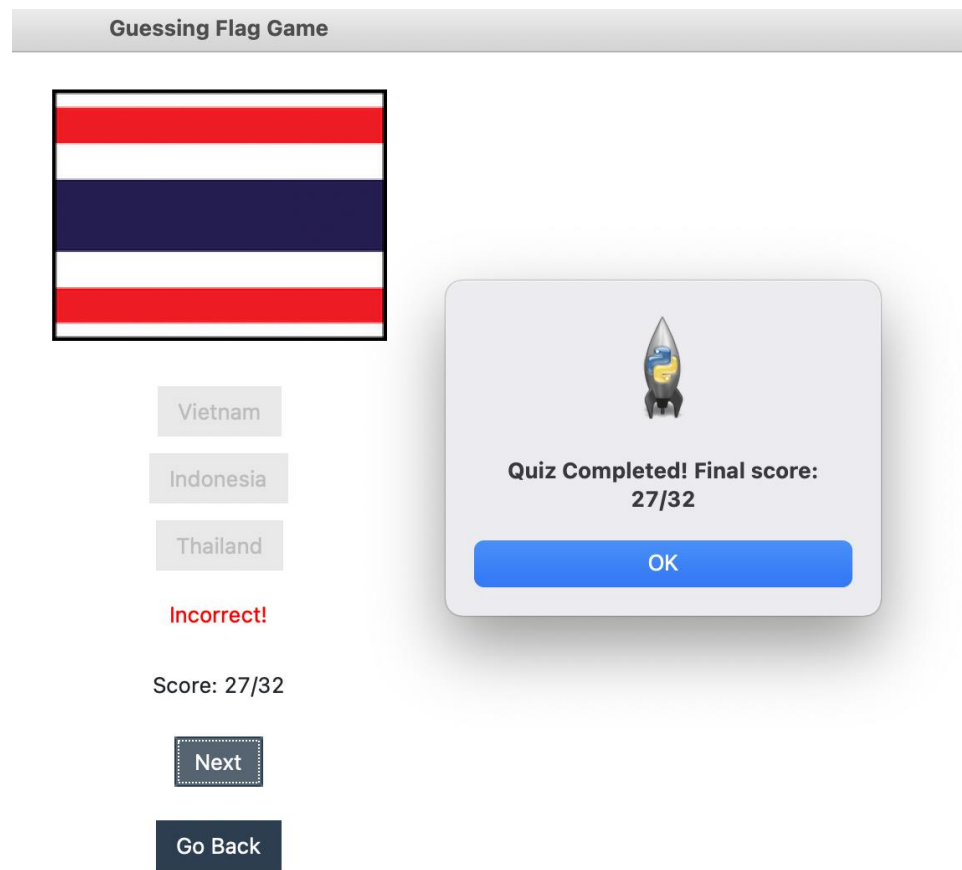 Guessing Flag Game
Vietnam
Indonesia
Thailand
Incorrect!
Score: 27/32
Next
Go Back
Quiz Completed! Final score:
27/32
OK